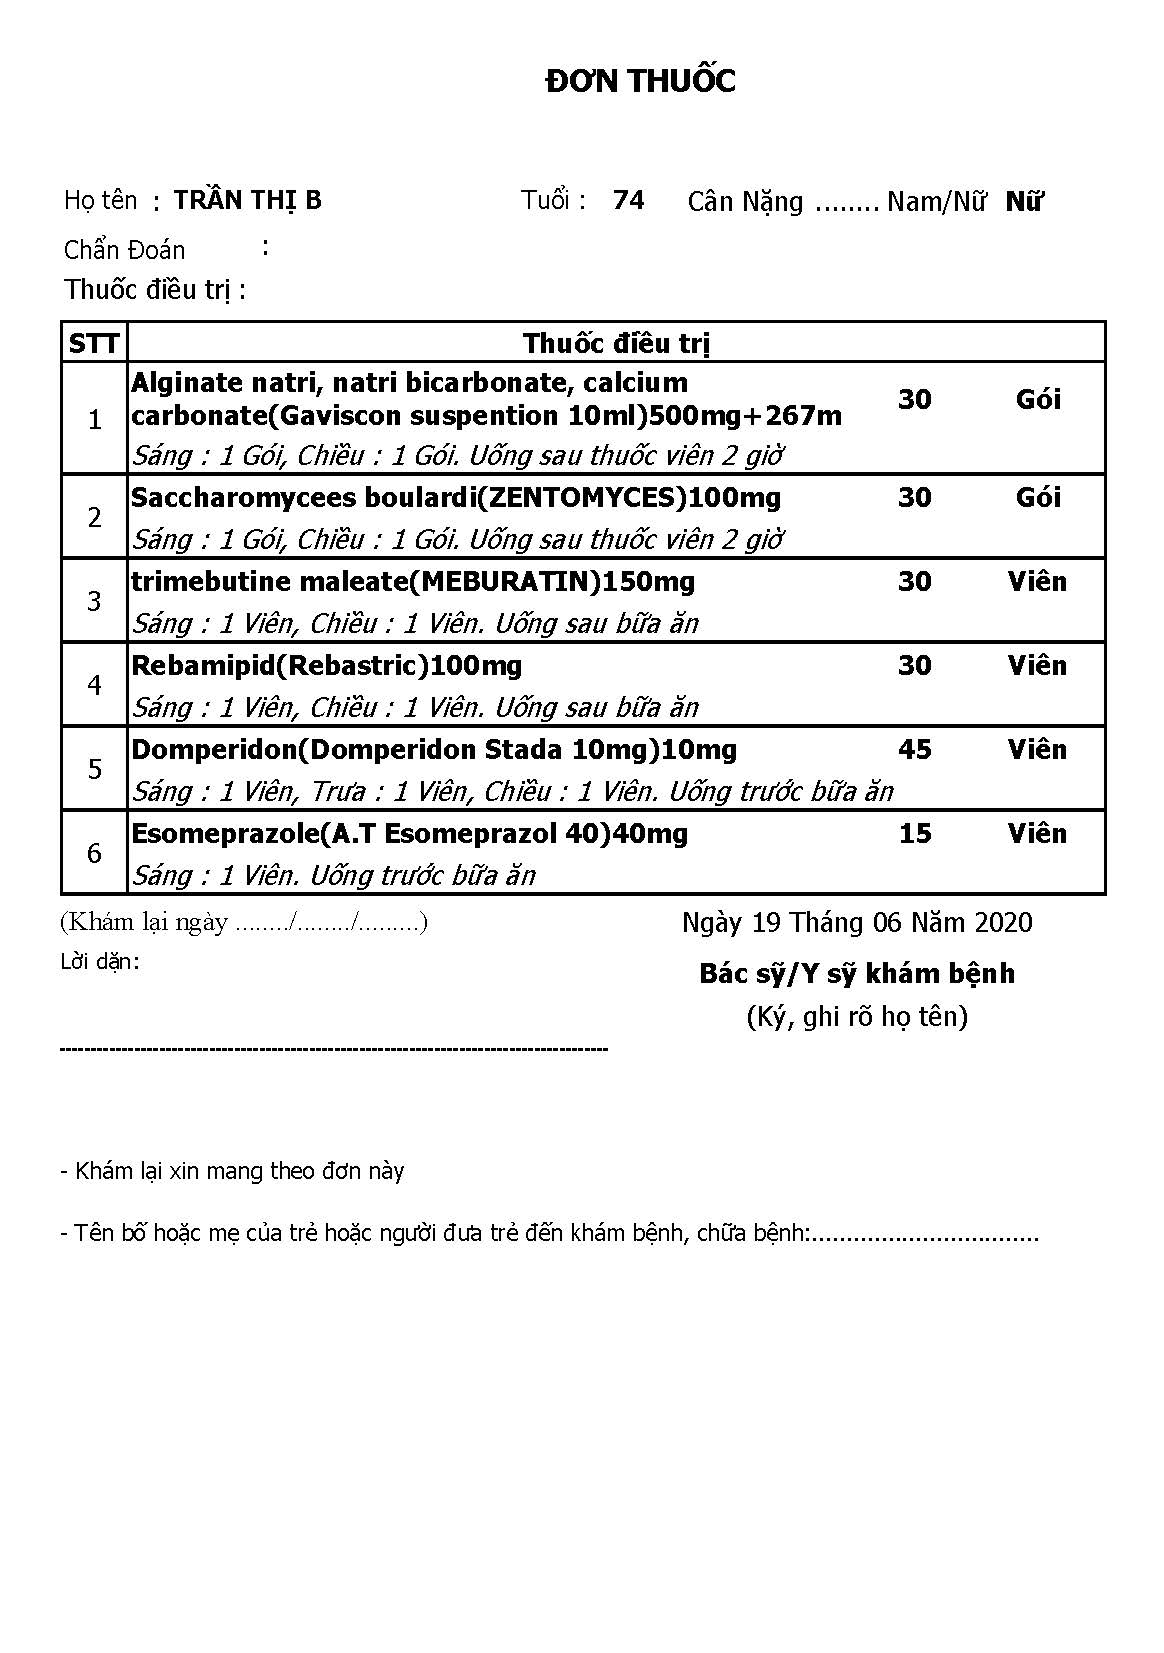 ĐƠN THUỐC
Họ tên : TRẦN THỊ B Tuổi : 74 Cân Nặng ........ Nam/Nữ Nữ
Chẩn Đoán :
Thuốc điều trị :
STT Thuốc điều trị
1 Alginate natri, natri bicarbonate, calcium
carbonate(Gaviscon suspention 10ml)500mg+267m 30 Gói
Sáng : 1 Gói, Chiều : 1 Gói. Uống sau thuốc viên 2 giờ
2 Saccharomycees boulardi(ZENTOMYCES)100mg 30 Gói
Sáng : 1 Gói, Chiều : 1 Gói. Uống sau thuốc viên 2 giờ
3 trimebutine maleate(MEBURATIN)150mg 30 Viên
Sáng : 1 Viên, Chiều : 1 Viên. Uống sau bữa ăn
4 Rebamipid(Rebastric)100mg 30 Viên
Sáng : 1 Viên, Chiều : 1 Viên. Uống sau bữa ăn
5 Domperidon(Domperidon Stada 10mg)10mg 45 Viên
Sáng : 1 Viên, Trưa : 1 Viên, Chiều : 1 Viên. Uống trước bữa ăn
6 Esomeprazole(A.T Esomeprazol 40)40mg 15 Viên
Sáng : 1 Viên. Uống trước bữa ăn
(Khám lại ngày ......../......../.........) Ngày 19 Tháng 06 Năm 2020
Lời dặn:
Bác sỹ/Y sỹ khám bệnh
(Ký, ghi rõ họ tên)
- Khám lại xin mang theo đơn này
- Tên bố hoặc mẹ của trẻ hoặc người đưa trẻ đến khám bệnh, chữa bệnh:.................................